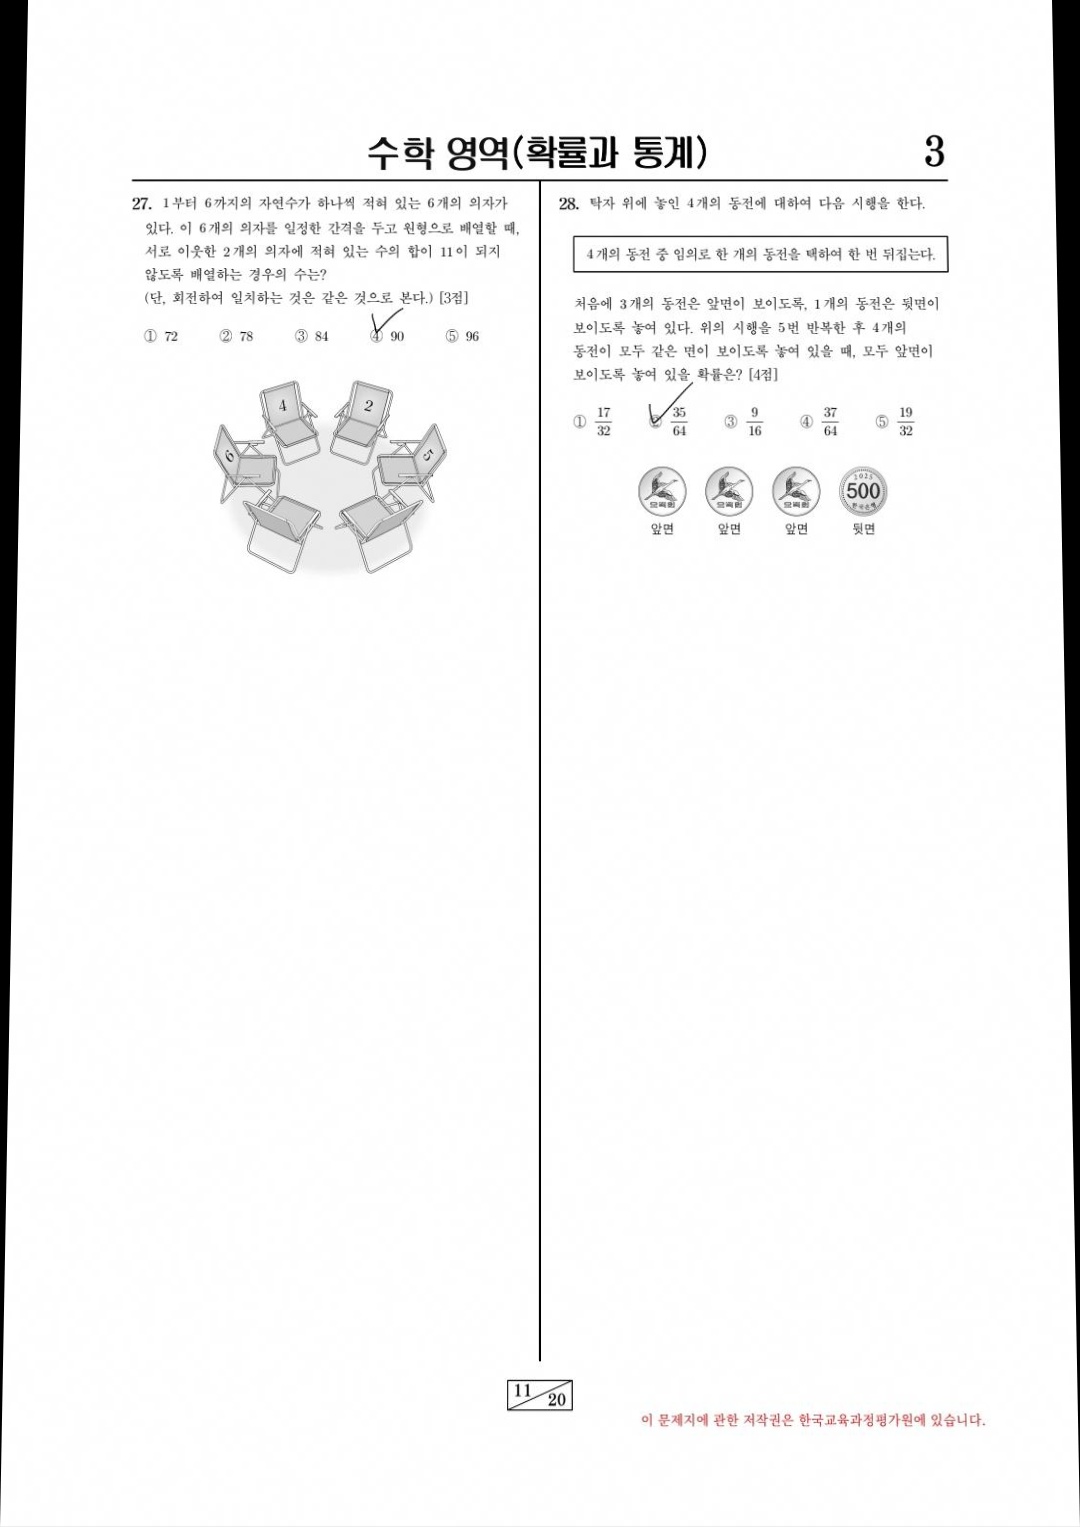 수학 영역(확률과 통계)
3
27. 1부터 6까지의 자연수가 하나씩 적혀 있는 6개의 의자가
있다. 이 6개의 의자를 일정한 간격을 두고 원형으로 배열할 때,
서로 이웃한 2개의 의자에 적혀 있는 수의 합이 11이 되지
않도록 배열하는 경우의 수는?
(단, 회전하여 일치하는 것은 같은 것으로 본다.) [3점]
① 72 ② 78 ③ 84 ④ 90 ⑤ 96
4 2
6 5
28. 탁자 위에 놓인 4개의 동전에 대하여 다음 시행을 한다.
4개의 동전 중 임의로 한 개의 동전을 택하여 한 번 뒤집는다.
처음에 3개의 동전은 앞면이 보이도록, 1개의 동전은 뒷면이
보이도록 놓여 있다. 위의 시행을 5번 반복한 후 4개의
동전이 모두 같은 면이 보이도록 놓여 있을 때, 모두 앞면이
보이도록 놓여 있을 확률은? [4점]
① 17/32 ② 35/64 ③ 9/16 ④ 37/64 ⑤ 19/32
오백원 오백원 오백원 2025 500 한국은행
앞면 앞면 앞면 뒷면
11 20
이 문제지에 관한 저작권은 한국교육과정평가원에 있습니다.